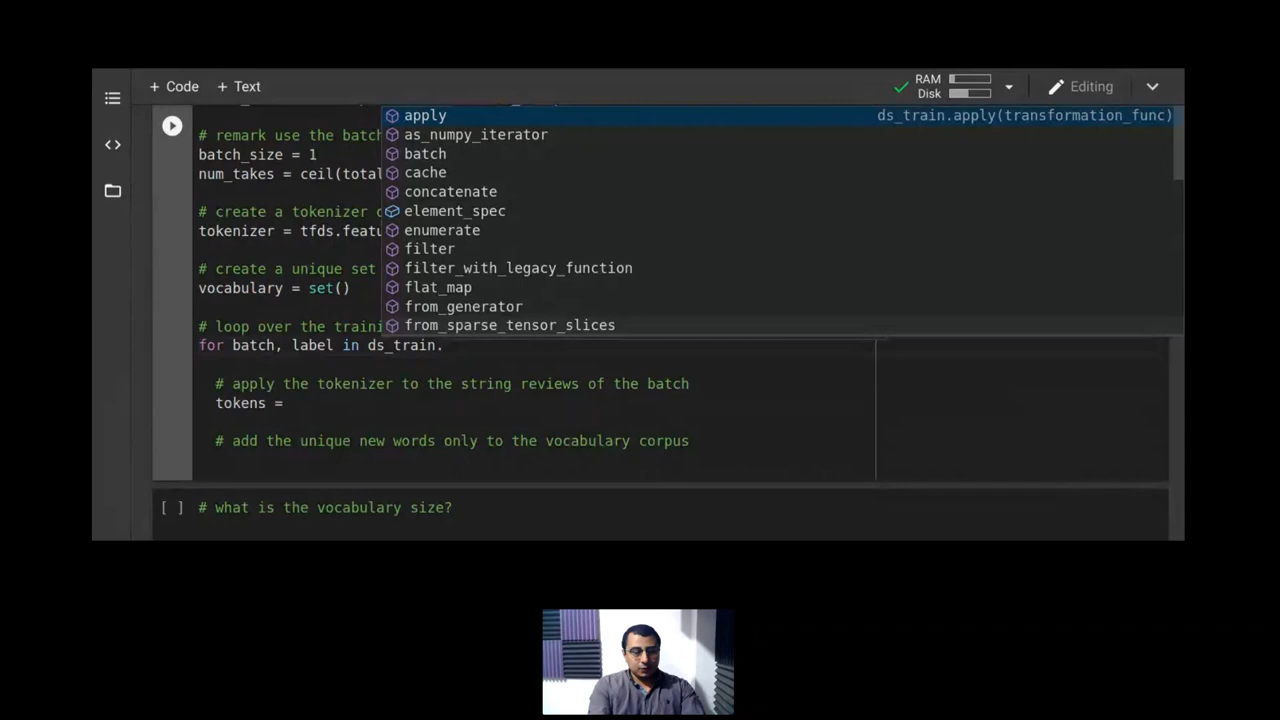 + Code + Text
RAM
Disk
Editing
apply ds_train.apply(transformation_func)
# remark use the batch as_numpy_iterator
batch_size = 1 batch
num_takes = ceil(total cache
concatenate
# create a tokenizer element_spec
tokenizer = tfds.featu enumerate
filter
# create a unique set filter_with_legacy_function
vocabulary = set() flat_map
from_generator
# loop over the traini from_sparse_tensor_slices
for batch, label in ds_train.
# apply the tokenizer to the string reviews of the batch
tokens =
# add the unique new words only to the vocabulary corpus
[ ] # what is the vocabulary size?